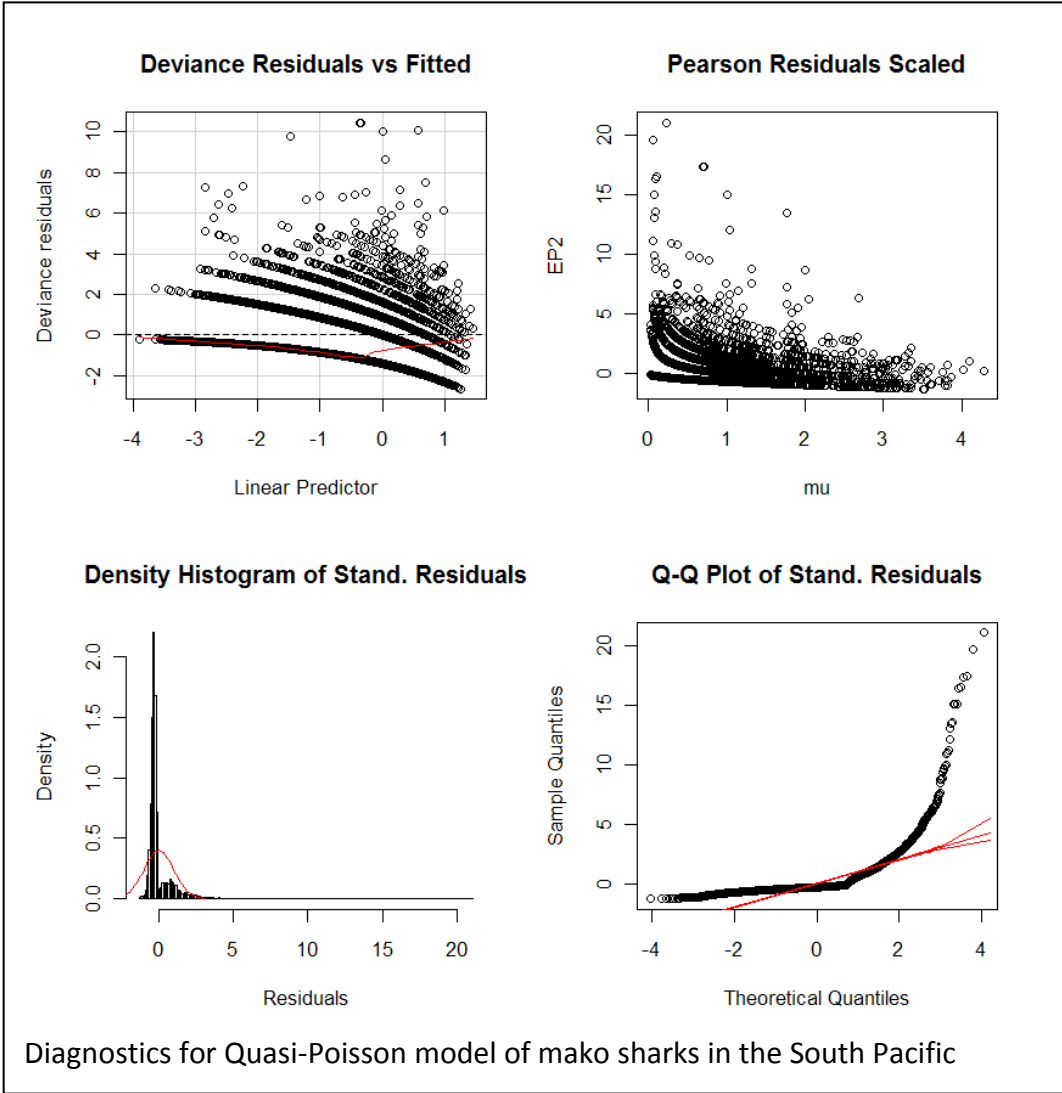 Deviance Residuals vs Fitted
Deviance residuals
10
8
6
4
2
0
-2
-4 -3 -2 -1 0 1
Linear Predictor
Pearson Residuals Scaled
EP2
20
15
10
5
0
0 1 2 3 4
mu
Density Histogram of Stand. Residuals
Density
2.0
1.5
1.0
0.5
0.0
0 5 10 15 20
Residuals
Q-Q Plot of Stand. Residuals
Sample Quantiles
20
15
10
5
0
-4 -2 0 2 4
Theoretical Quantiles
Diagnostics for Quasi-Poisson model of mako sharks in the South Pacific